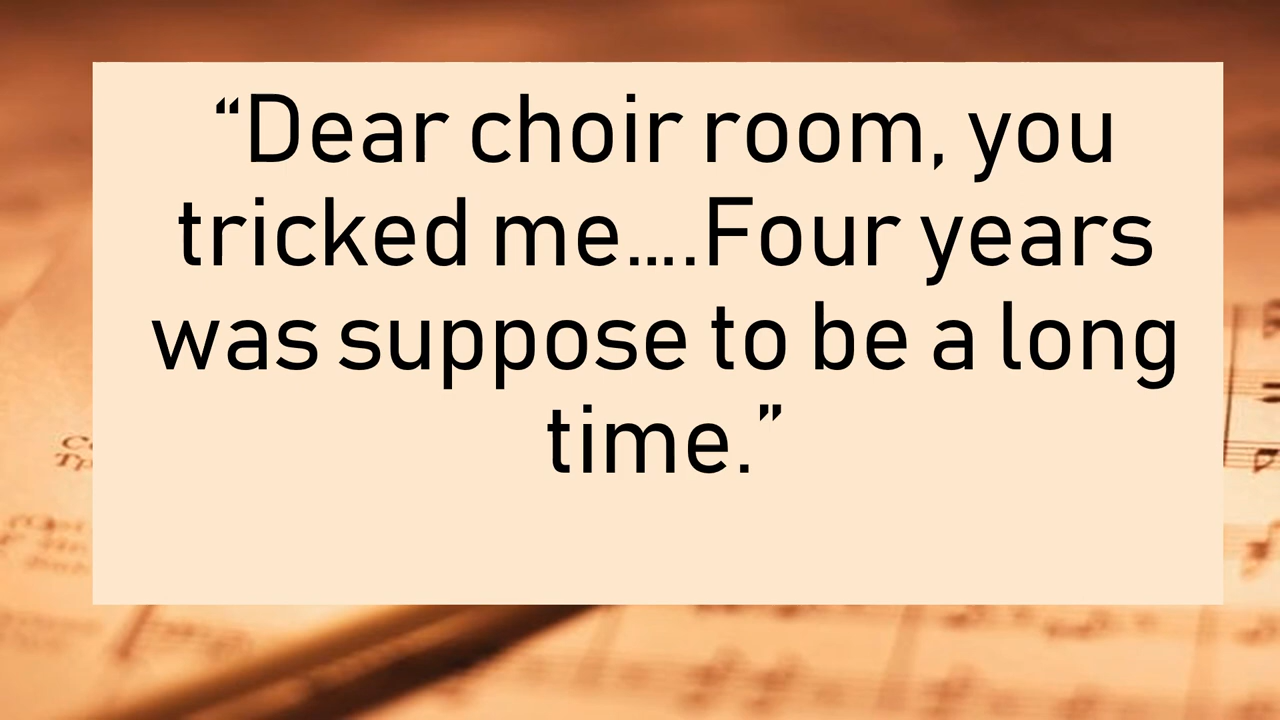 “Dear choir room, you
tricked me....Four years
was suppose to be a long
time.”